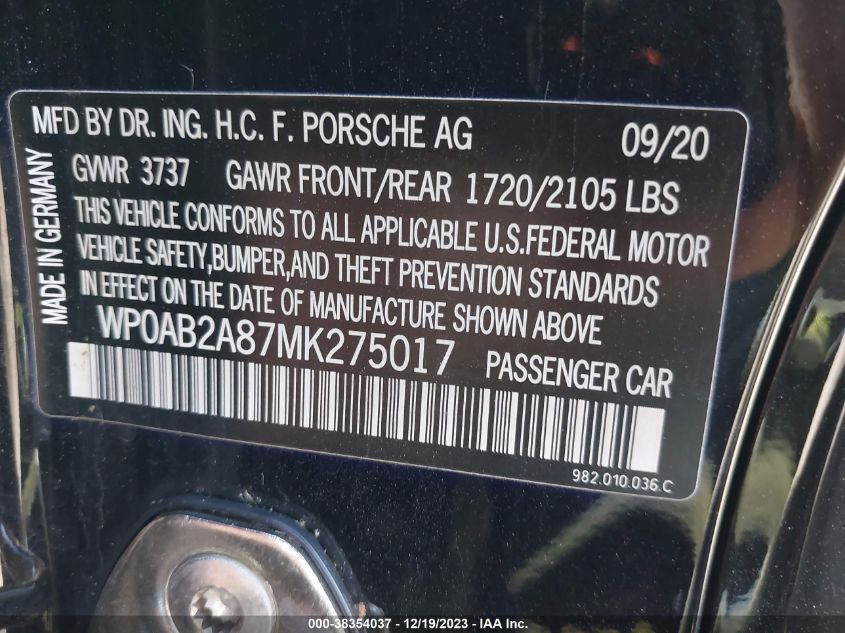 MFD BY DR. ING. H.C. F. PORSCHE AG 09/20
GVWR 3737 GAWR FRONT/REAR 1720/2105 LBS
THIS VEHICLE CONFORMS TO ALL APPLICABLE U.S.FEDERAL MOTOR
VEHICLE SAFETY,BUMPER,AND THEFT PREVENTION STANDARDS
IN EFFECT ON THE DATE OF MANUFACTURE SHOWN ABOVE
WP0AB2A87MK275017 PASSENGER CAR
MADE IN GERMANY
982.010.036.C
000-38354037 - 12/19/2023 - IAA Inc.